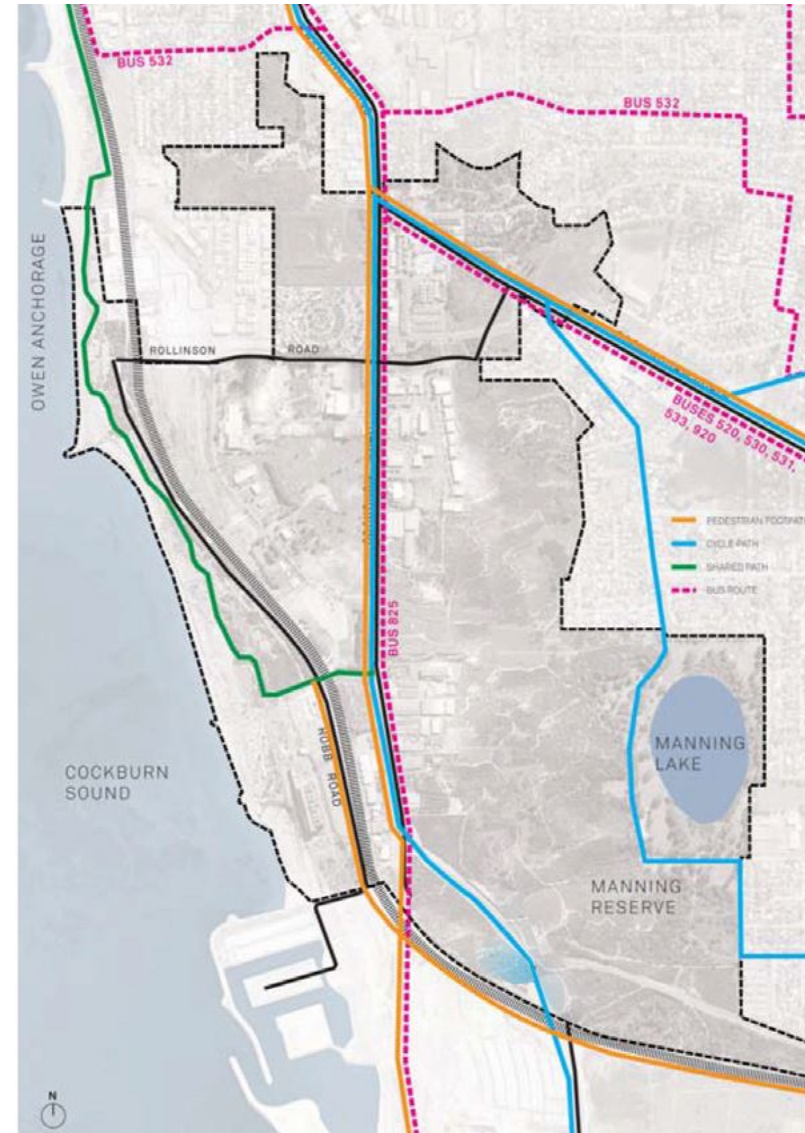 BUS 532
BUS 532
OWEN ANCHORAGE
ROLLINSON ROAD
BUSES 520, 530, 531,
533, 920
PEDESTRIAN FOOTPAT
CYCLE PATH
SHARED PATH
BUS ROUTE
BUS 825
MANNING
LAKE
ROBB ROAD
COCKBURN
SOUND
MANNING
RESERVE
N